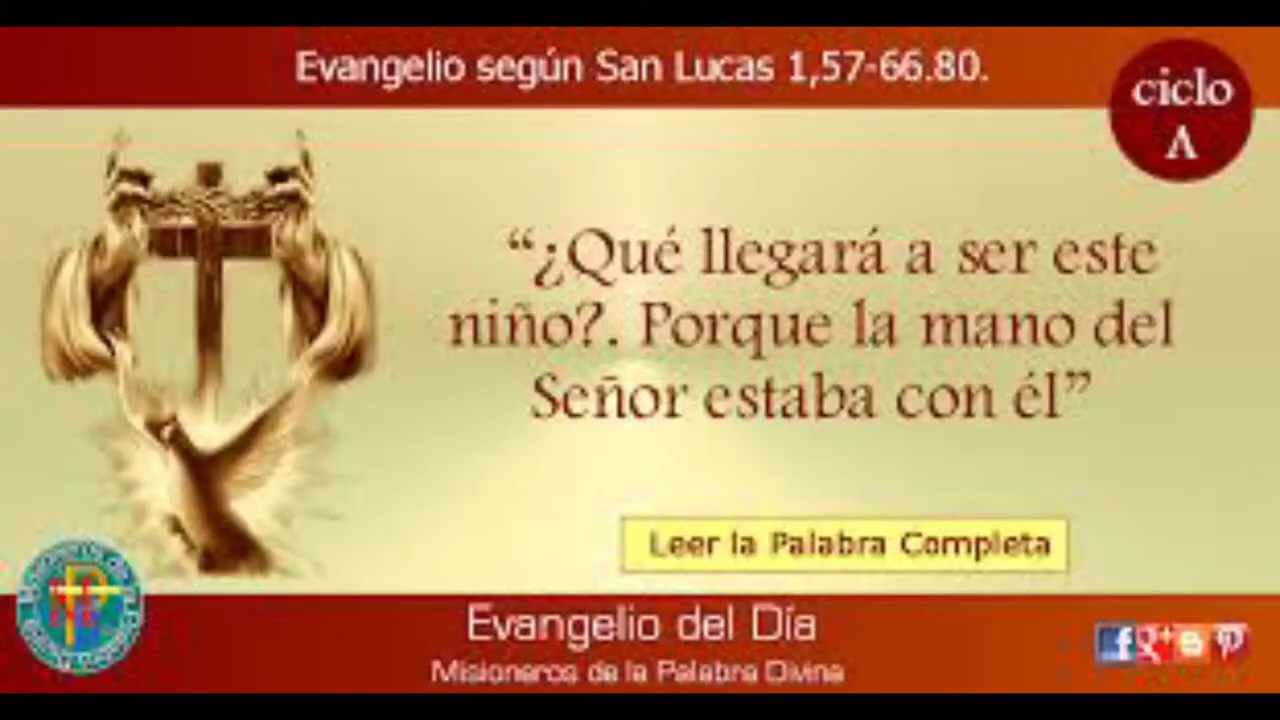 Evangelio según San Lucas 1,57-66.80.
ciclo
A
“¿Qué llegará a ser este
niño?. Porque la mano del
Señor estaba con él”
Leer la Palabra Completa
Evangelio del Día
Misioneros de la Palabra Divina